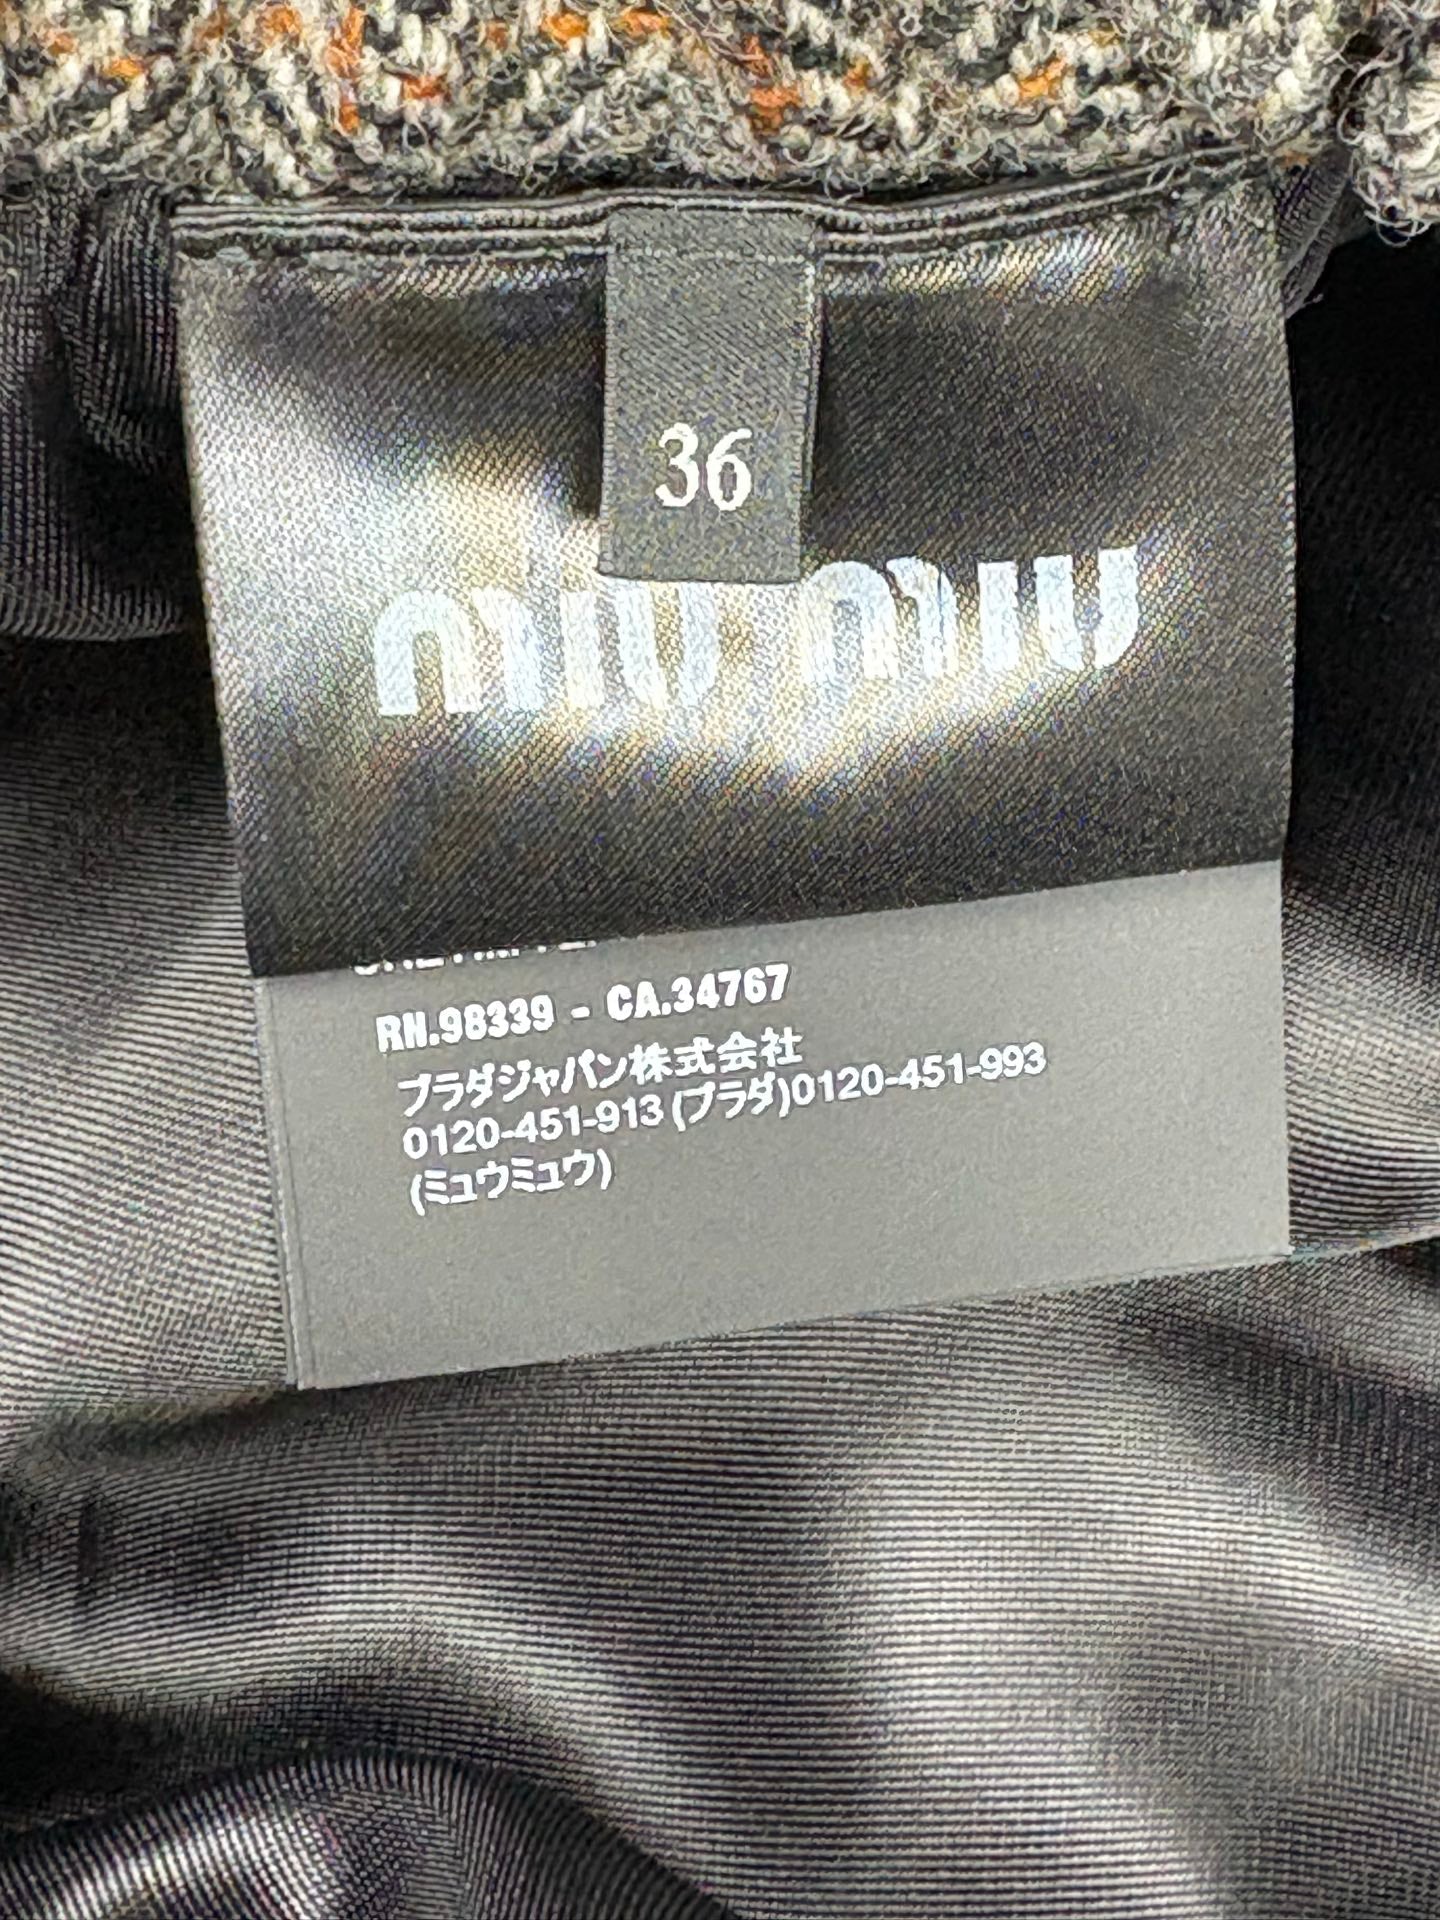 36
miu miu
RN.98339 - CA.34767
プラダジャパン株式会社
0120-451-913 (プラダ)0120-451-993
(ミュウミュウ)